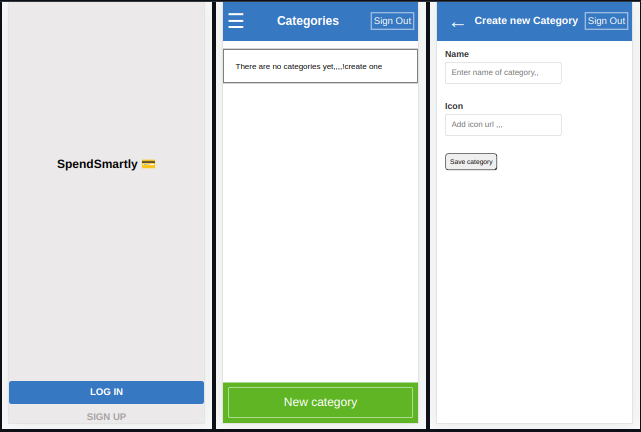 SpendSmartly
LOG IN
SIGN UP
Categories
Sign Out
There are no categories yet,,,,!create one
New category
Create new Category
Sign Out
Name
Enter name of category,,
Icon
Add icon url ,,,
Save category